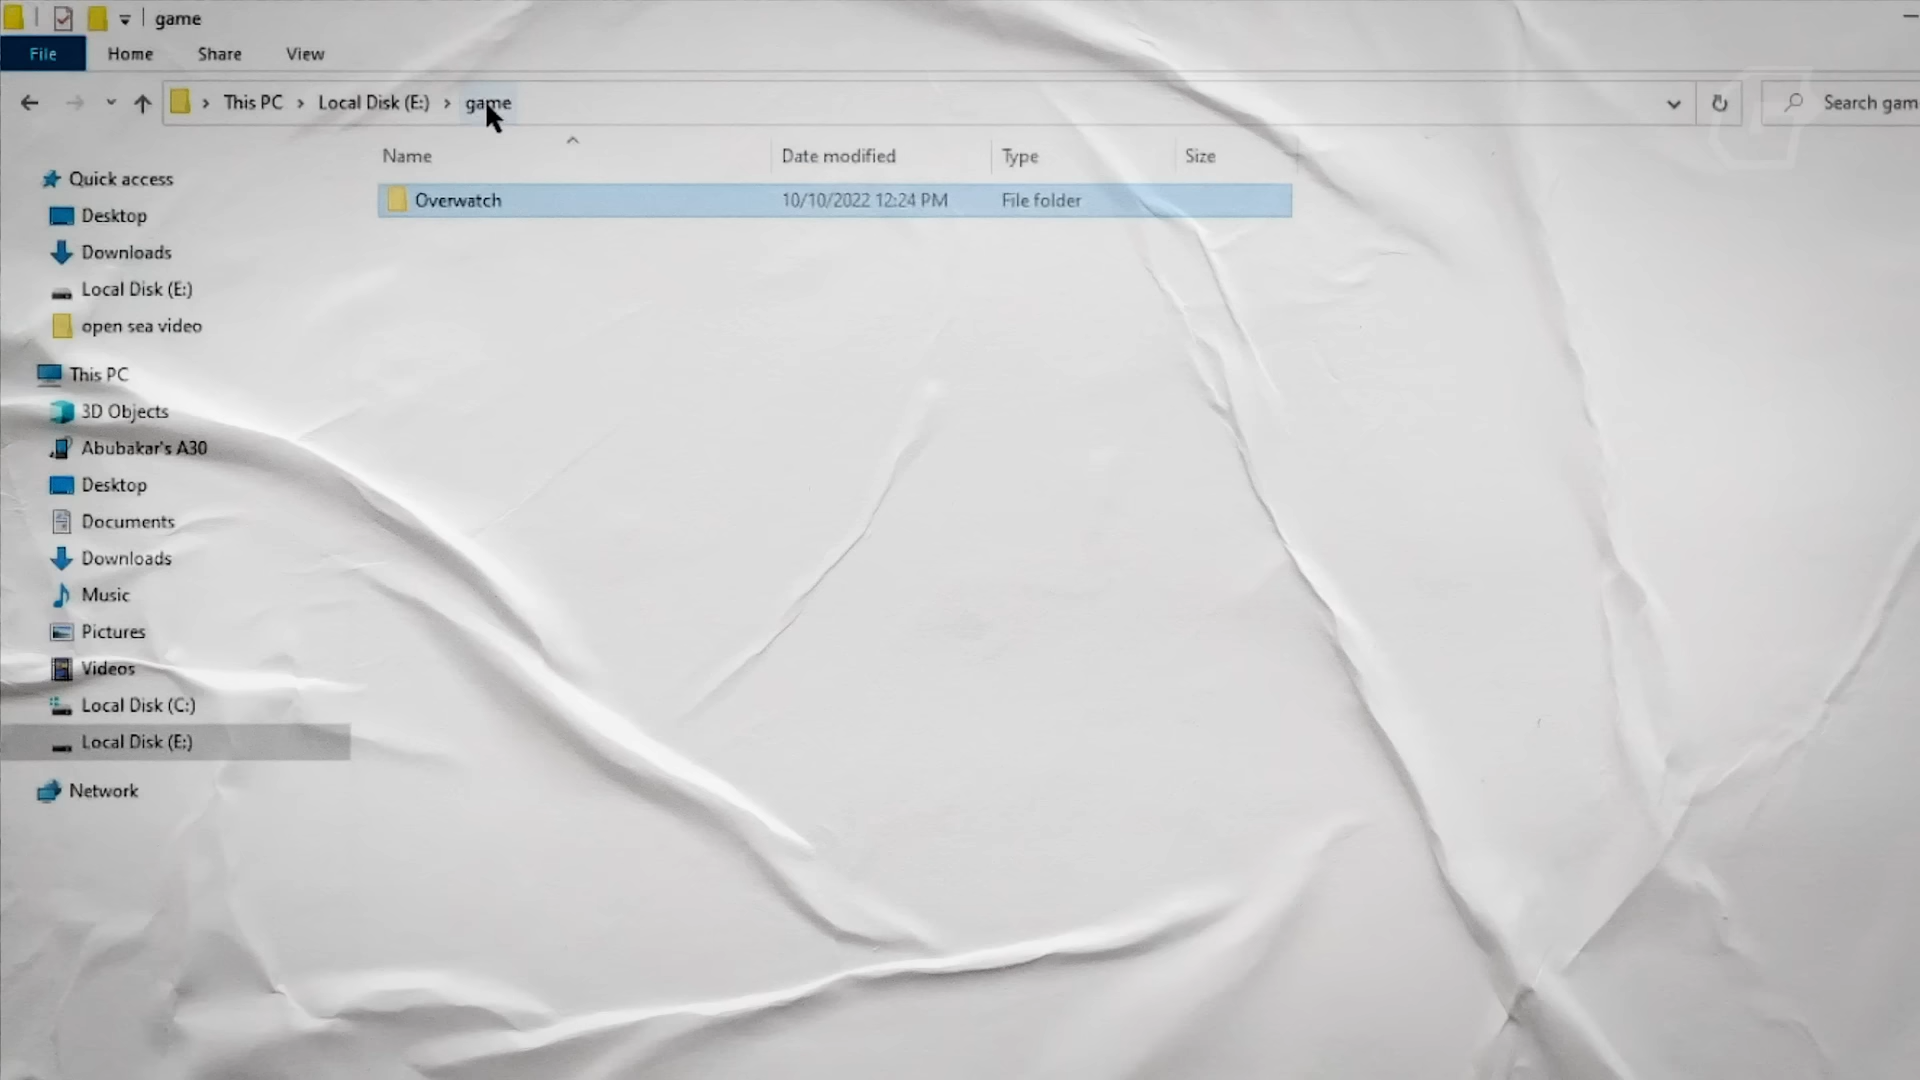 game
File Home Share View
This PC > Local Disk (E:) > game
Search gam
Name Date modified Type Size
Overwatch 10/10/2022 12:24 PM File folder
Quick access
Desktop
Downloads
Local Disk (E:)
open sea video
This PC
3D Objects
Abubakar's A30
Desktop
Documents
Downloads
Music
Pictures
Videos
Local Disk (C:)
Local Disk (E:)
Network